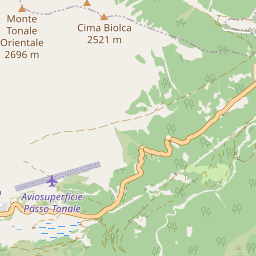 Monte
Tonale
Orientale
2696 m
Cima Biolca
2521 m
Aviosuperficie
Passo Tonale